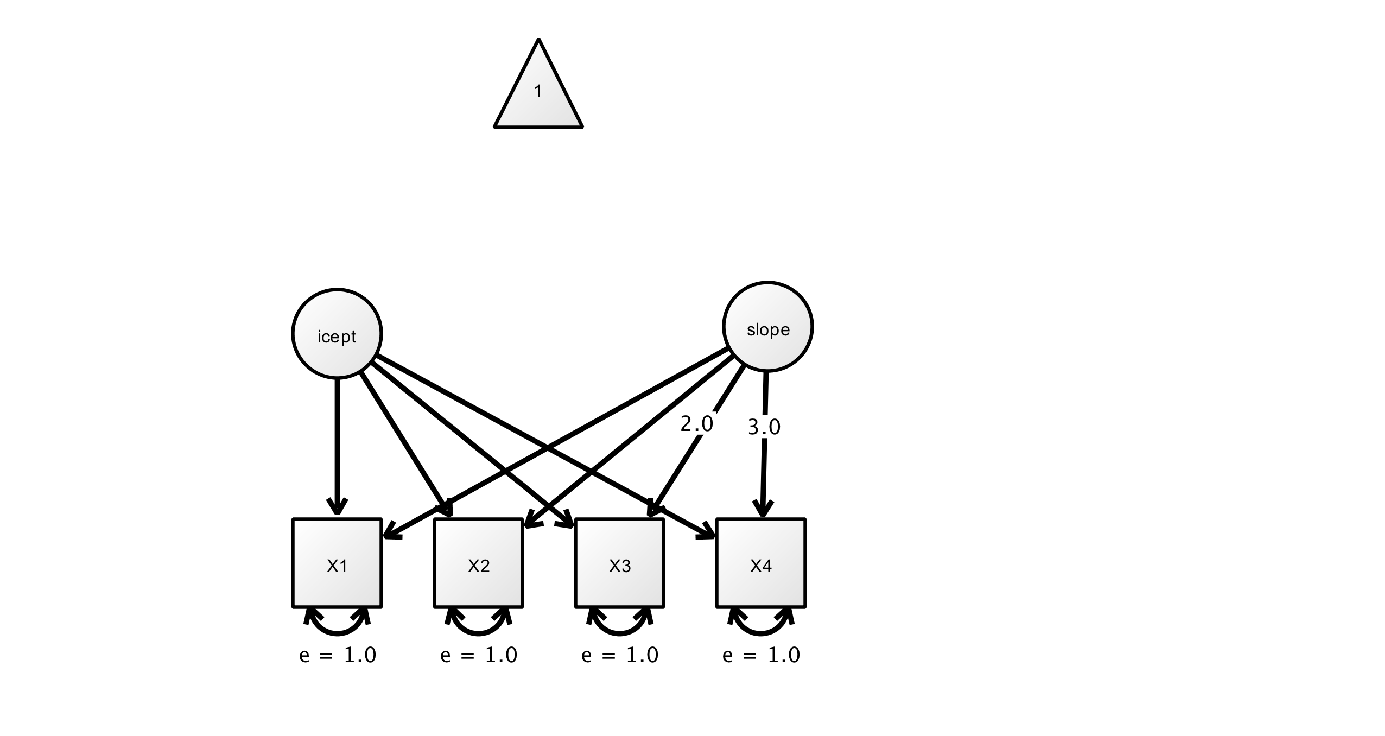 1
icept
slope
2.0
3.0
X1
X2
X3
X4
e = 1.0
e = 1.0
e = 1.0
e = 1.0